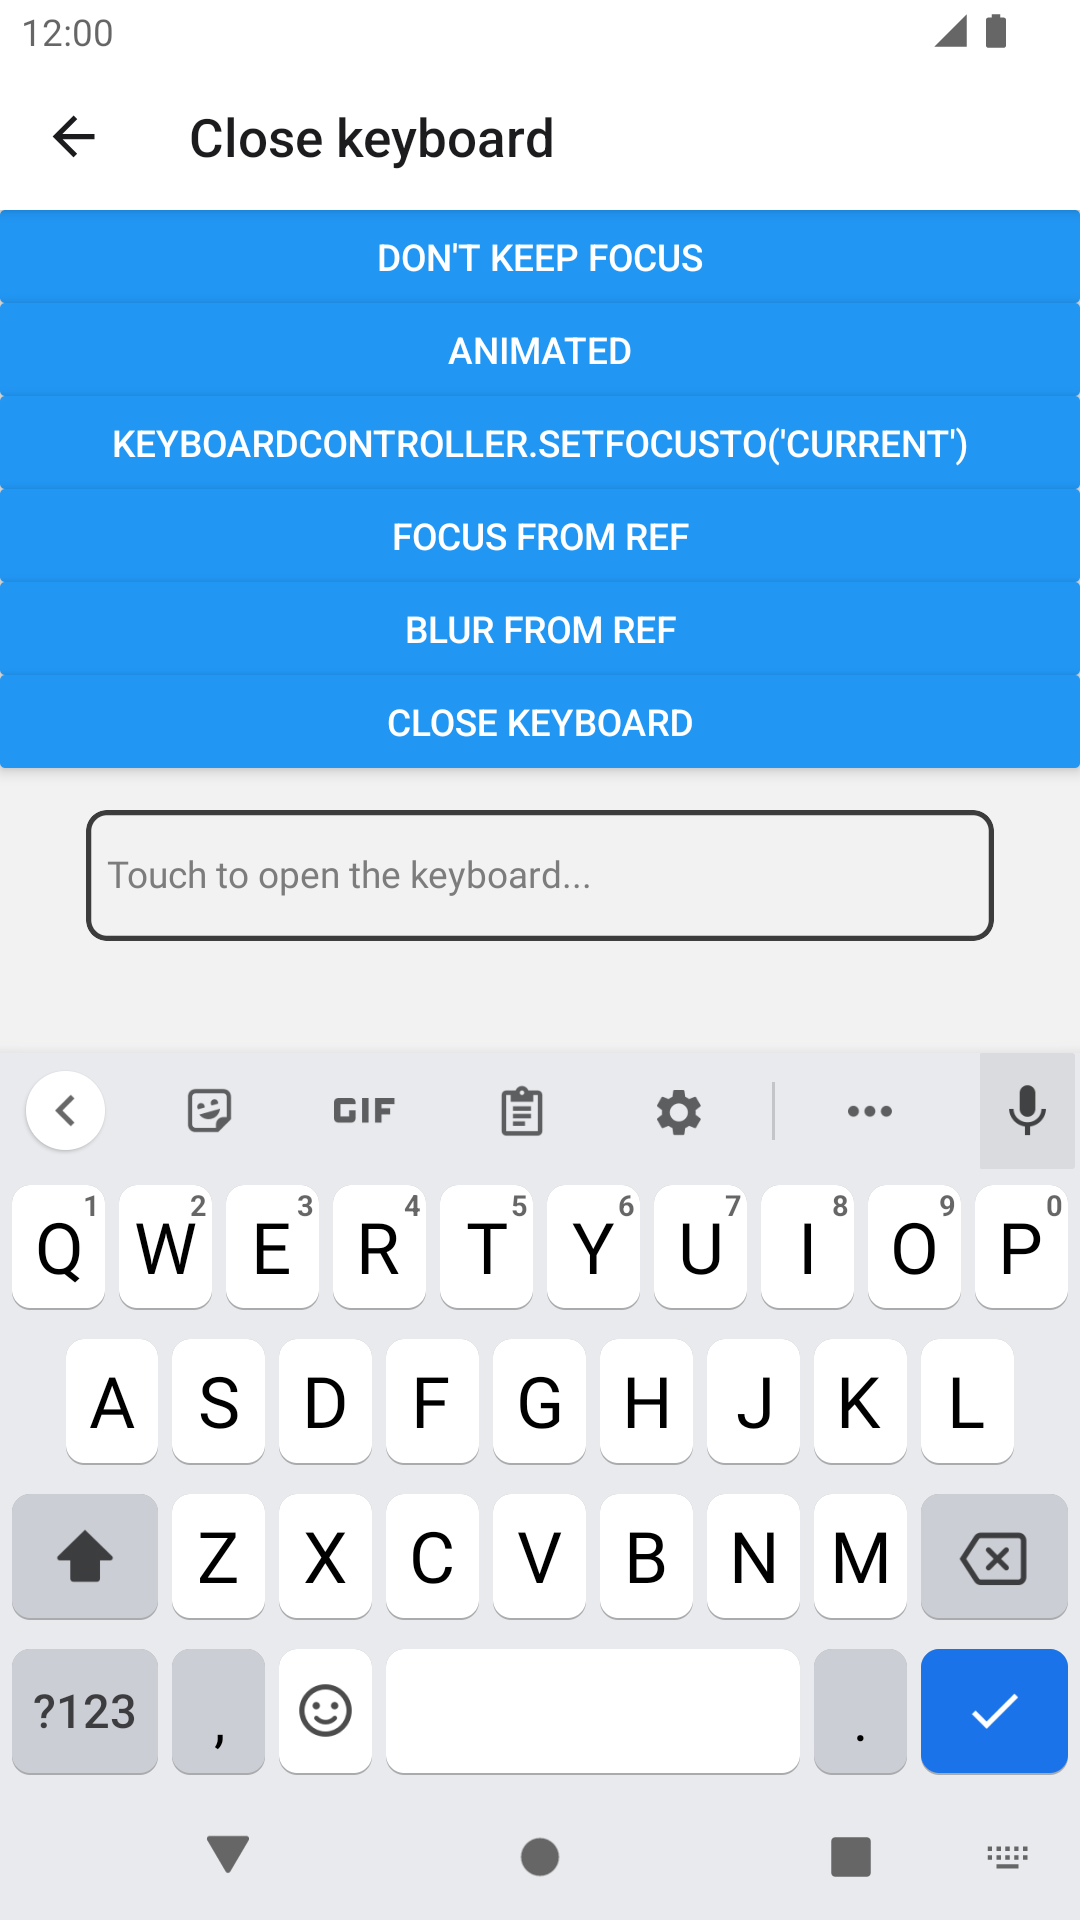 12:00
Close keyboard
DON'T KEEP FOCUS
ANIMATED
KEYBOARDCONTROLLER.SETFOCUSTO('CURRENT')
FOCUS FROM REF
BLUR FROM REF
CLOSE KEYBOARD
Touch to open the keyboard...
GIF
1 2 3 4 5 6 7 8 9 0
Q W E R T Y U I O P
A S D F G H J K L
Z X C V B N M
?123 , .